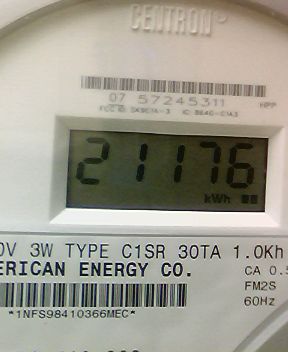 CENTRON®
07 57245311
HPP
21176
kWh
0V 3W TYPE C1SR 30TA 1.0Kh
ERICAN ENERGY CO.
CA 0.5
FM2S
60Hz
*1NFS98410366MEC*